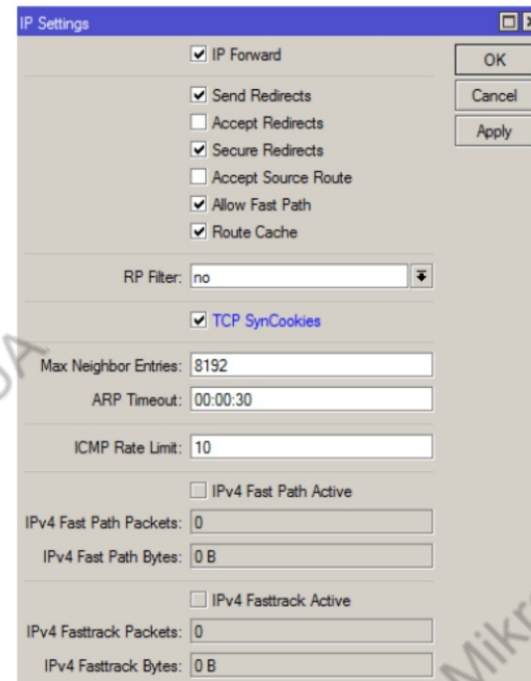 IP Settings
IP Forward
OK
Send Redirects
Cancel
Accept Redirects
Apply
Secure Redirects
Accept Source Route
Allow Fast Path
Route Cache
RP Filter: no
TCP SynCookies
Max Neighbor Entries: 8192
ARP Timeout: 00:00:30
ICMP Rate Limit: 10
IPv4 Fast Path Active
IPv4 Fast Path Packets: 0
IPv4 Fast Path Bytes: 0 B
IPv4 Fasttrack Active
IPv4 Fasttrack Packets: 0
IPv4 Fasttrack Bytes: 0 B